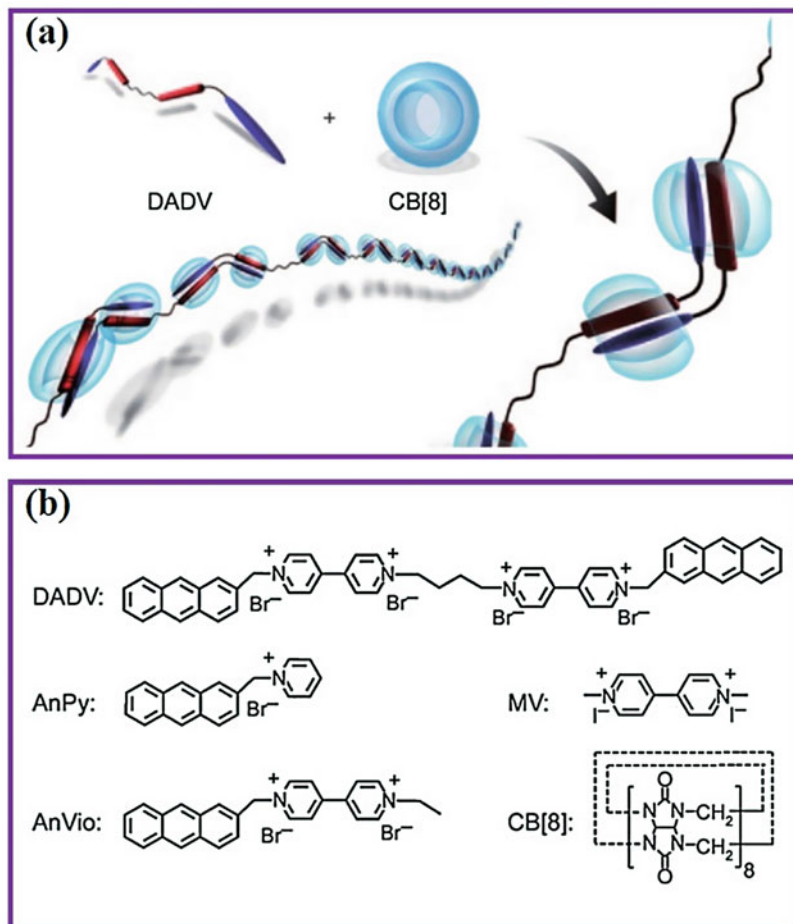 (a)
+
DADV
CB[8]
(b)
DADV:
+ + + +
N N N N
Br⁻ Br⁻ Br⁻ Br⁻
AnPy:
+
N
Br⁻
MV:
+ +
N N
I⁻ I⁻
AnVio:
+ +
N N
Br⁻ Br⁻
CB[8]:
O
N N–CH₂
N N–CH₂
O
8